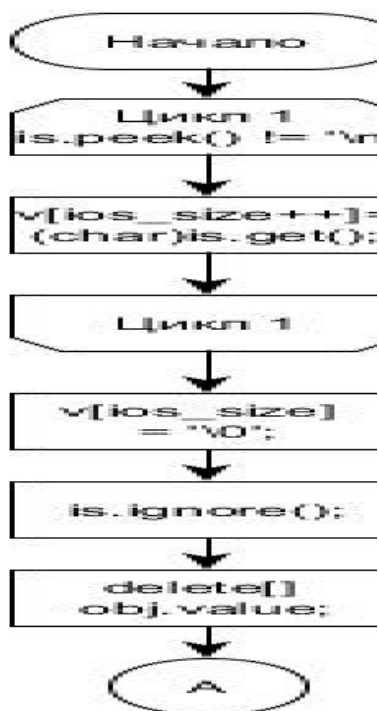 Начало
Цикл 1
is.peek() != '\n'
v[ios_size++]=
(char)is.get();
Цикл 1
v[ios_size]
= '\0';
is.ignore();
delete[]
obj.value;
A